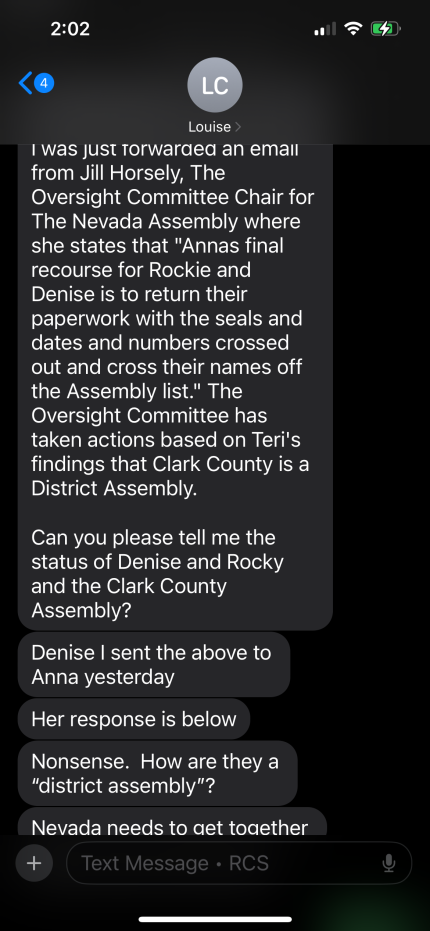 2:02
4
LC
Louise
I was just forwarded an email
from Jill Horsely, The
Oversight Committee Chair for
The Nevada Assembly where
she states that "Annas final
recourse for Rockie and
Denise is to return their
paperwork with the seals and
dates and numbers crossed
out and cross their names off
the Assembly list." The
Oversight Committee has
taken actions based on Teri's
findings that Clark County is a
District Assembly.
Can you please tell me the
status of Denise and Rocky
and the Clark County
Assembly?
Denise I sent the above to
Anna yesterday
Her response is below
Nonsense.  How are they a
“district assembly”?
Nevada needs to get together
Text Message • RCS